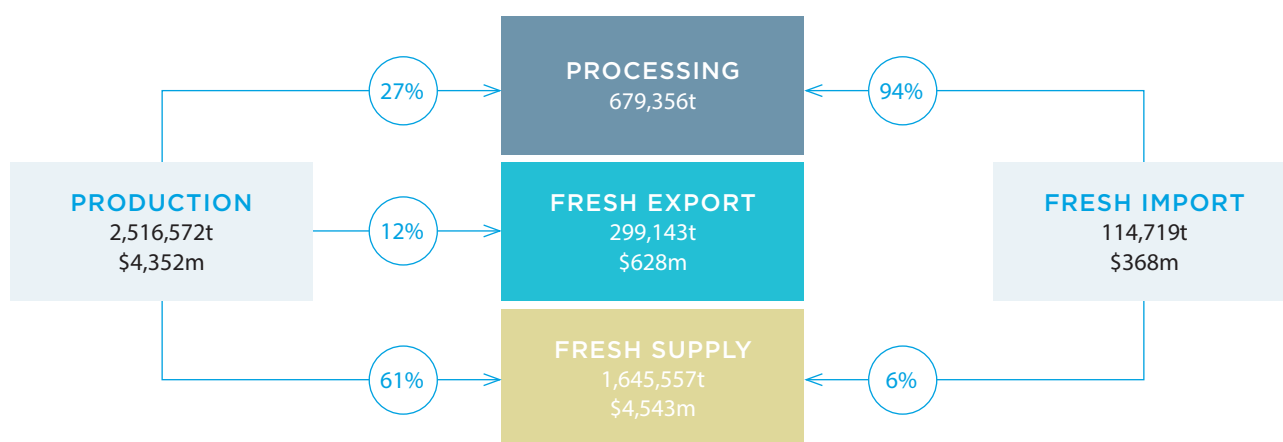 PROCESSING
679,356t
27%
94%
PRODUCTION
2,516,572t
$4,352m
12%
FRESH EXPORT
299,143t
$628m
FRESH IMPORT
114,719t
$368m
61%
FRESH SUPPLY
1,645,557t
$4,543m
6%